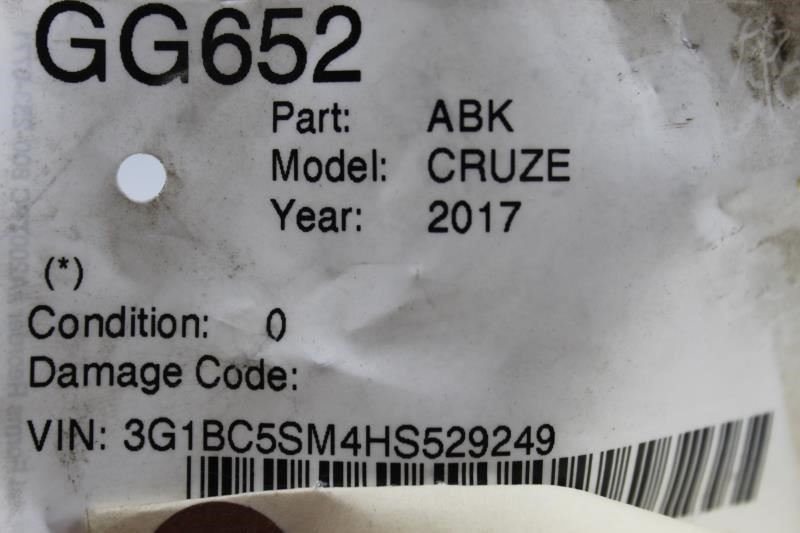 GG652
Part: ABK
Model: CRUZE
Year: 2017
(*)
Condition: 0
Damage Code:
VIN: 3G1BC5SM4HS529249